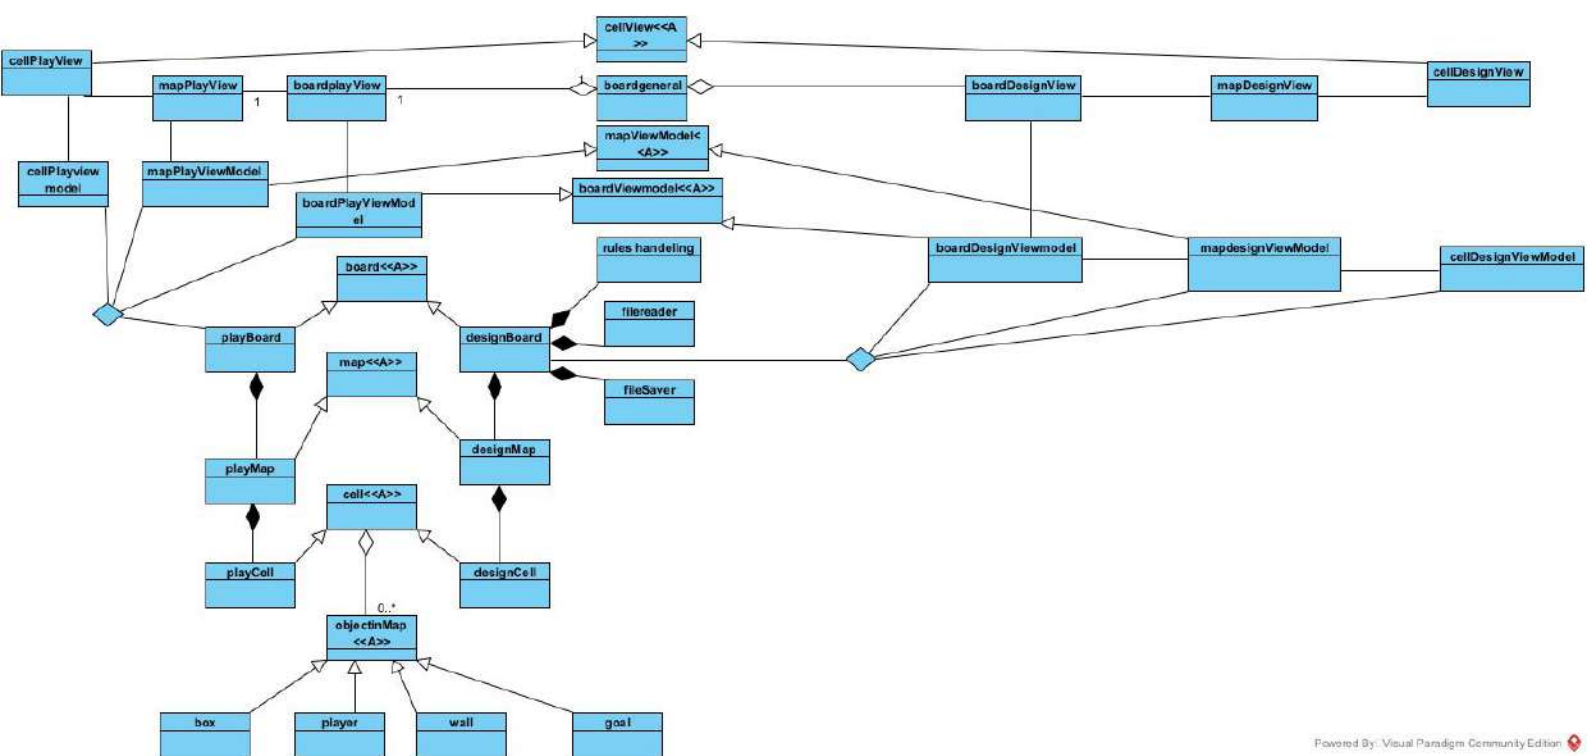 cellView<<A
>>
cellPlayView
mapPlayView
boardplayView
1
boardgeneral
boardDesignView
mapDesignView
cellDesignView
1
1
mapViewModel<
<A>>
cellPlayview
model
mapPlayViewModel
boardViewmodel<<A>>
boardPlayViewMod
el
rules handeling
boardDesignViewmodel
mapdesignViewModel
cellDesignViewModel
board<<A>>
filereader
playBoard
designBoard
map<<A>>
fileSaver
designMap
playMap
cell<<A>>
playCell
designCell
0..*
objectinMap
<<A>>
box
player
wall
goal
Powered By: Visual Paradigm Community Edition